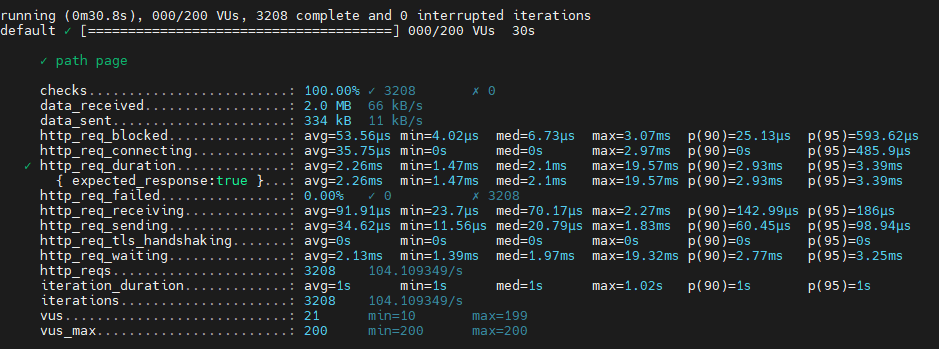 running (0m30.8s), 000/200 VUs, 3208 complete and 0 interrupted iterations
default ✓ [======================================] 000/200 VUs  30s

     ✓ path page

     checks.........................: 100.00% ✓ 3208       ✗ 0
     data_received..................: 2.0 MB  66 kB/s
     data_sent......................: 334 kB  11 kB/s
     http_req_blocked...............: avg=53.56µs min=4.02µs  med=6.73µs  max=3.07ms  p(90)=25.13µs  p(95)=593.62µs
     http_req_connecting............: avg=35.75µs min=0s      med=0s      max=2.97ms  p(90)=0s       p(95)=485.9µs
   ✓ http_req_duration..............: avg=2.26ms  min=1.47ms  med=2.1ms   max=19.57ms p(90)=2.93ms   p(95)=3.39ms
       { expected_response:true }...: avg=2.26ms  min=1.47ms  med=2.1ms   max=19.57ms p(90)=2.93ms   p(95)=3.39ms
     http_req_failed................: 0.00%   ✓ 0          ✗ 3208
     http_req_receiving.............: avg=91.91µs min=23.7µs  med=70.17µs max=2.27ms  p(90)=142.99µs p(95)=186µs
     http_req_sending...............: avg=34.62µs min=11.56µs med=20.79µs max=1.83ms  p(90)=60.45µs  p(95)=98.94µs
     http_req_tls_handshaking.......: avg=0s      min=0s      med=0s      max=0s      p(90)=0s       p(95)=0s
     http_req_waiting...............: avg=2.13ms  min=1.39ms  med=1.97ms  max=19.32ms p(90)=2.77ms   p(95)=3.25ms
     http_reqs......................: 3208    104.109349/s
     iteration_duration.............: avg=1s      min=1s      med=1s      max=1.02s   p(90)=1s       p(95)=1s
     iterations.....................: 3208    104.109349/s
     vus............................: 21      min=10       max=199
     vus_max........................: 200     min=200      max=200